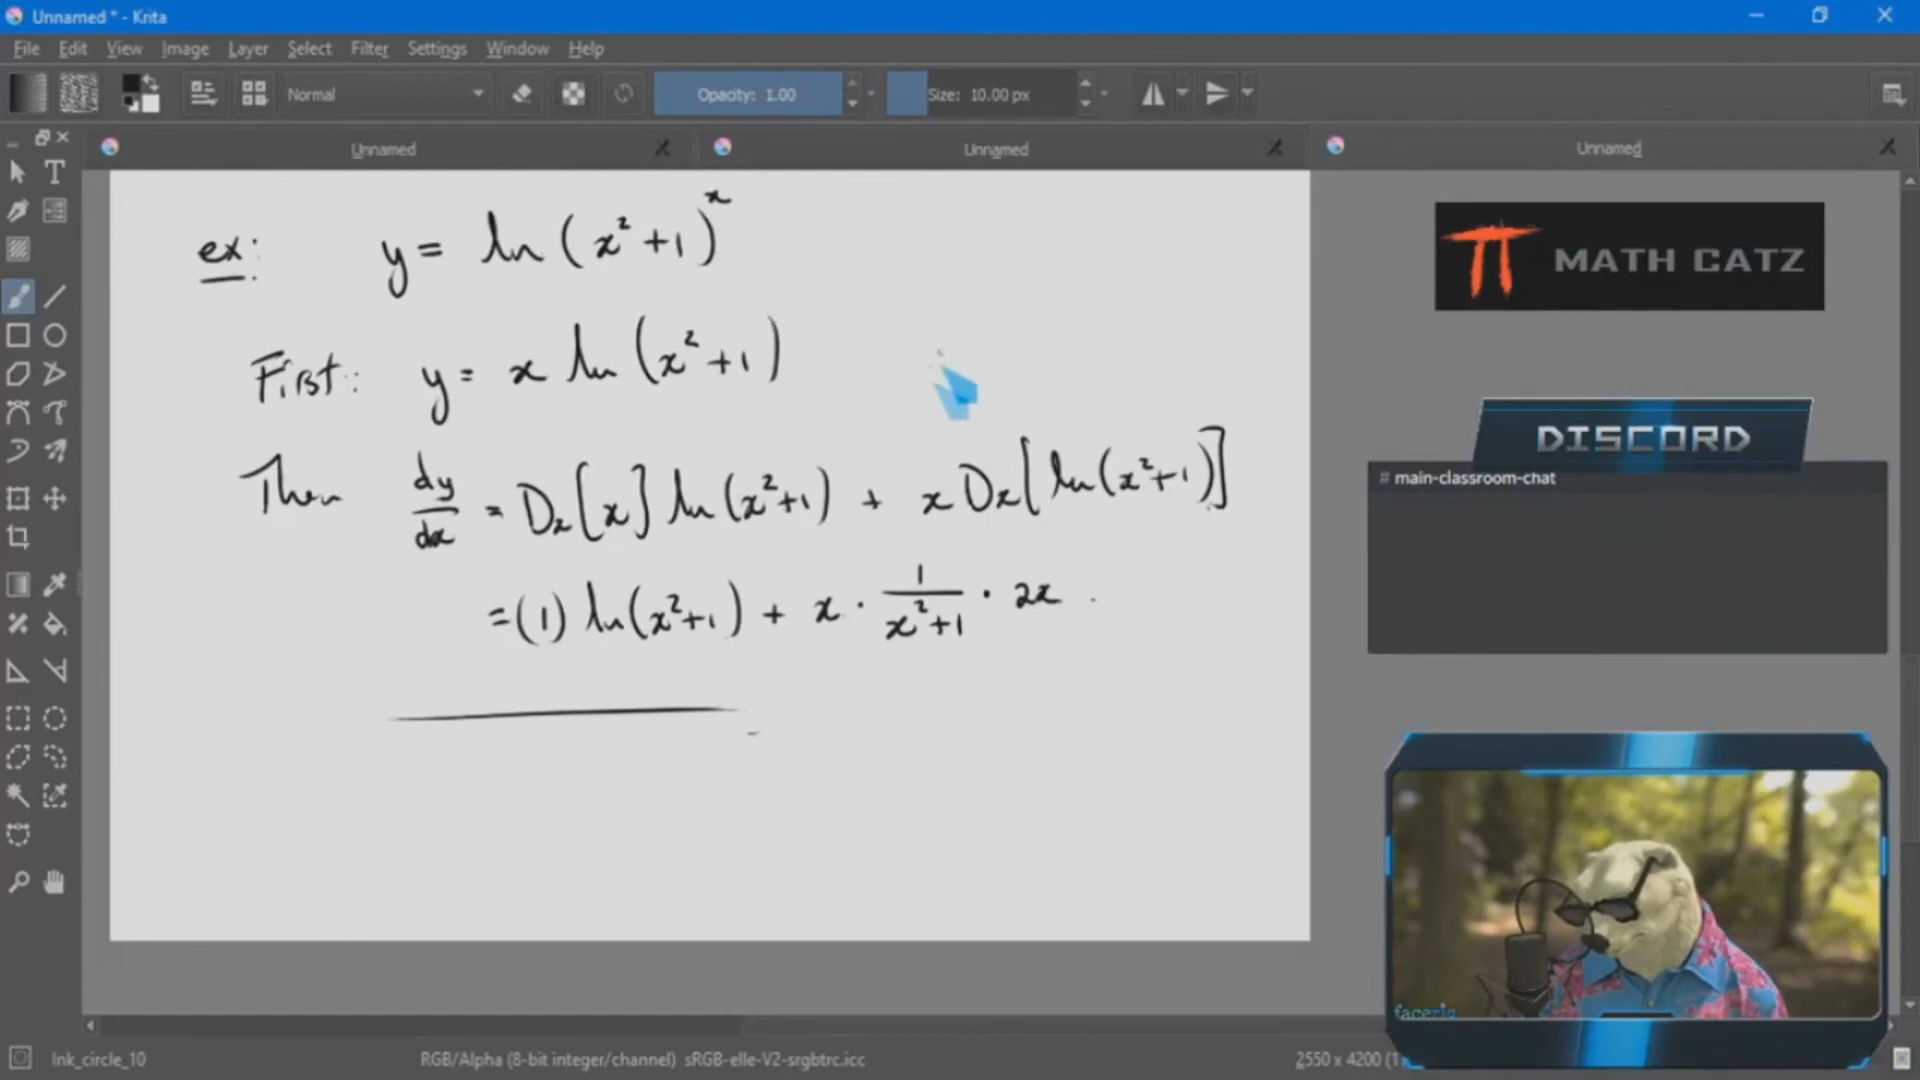 Unnamed * - Krita
File Edit View Image Layer Select Filter Settings Window Help
Normal Opacity: 1.00 Size: 10.00 px
Unnamed Unnamed Unnamed
ex: y = ln (x² + 1)^x
First: y = x ln (x² + 1)
Then dy/dx = Dx[x] ln(x²+1) + x Dx[ln(x²+1)]
= (1) ln(x²+1) + x · 1/(x²+1) · 2x .
MATH CATZ
DISCORD
# main-classroom-chat
facerig
Ink_circle_10 RGB/Alpha (8-bit integer/channel) sRGB-elle-V2-srgbtrc.icc 2550 x 4200